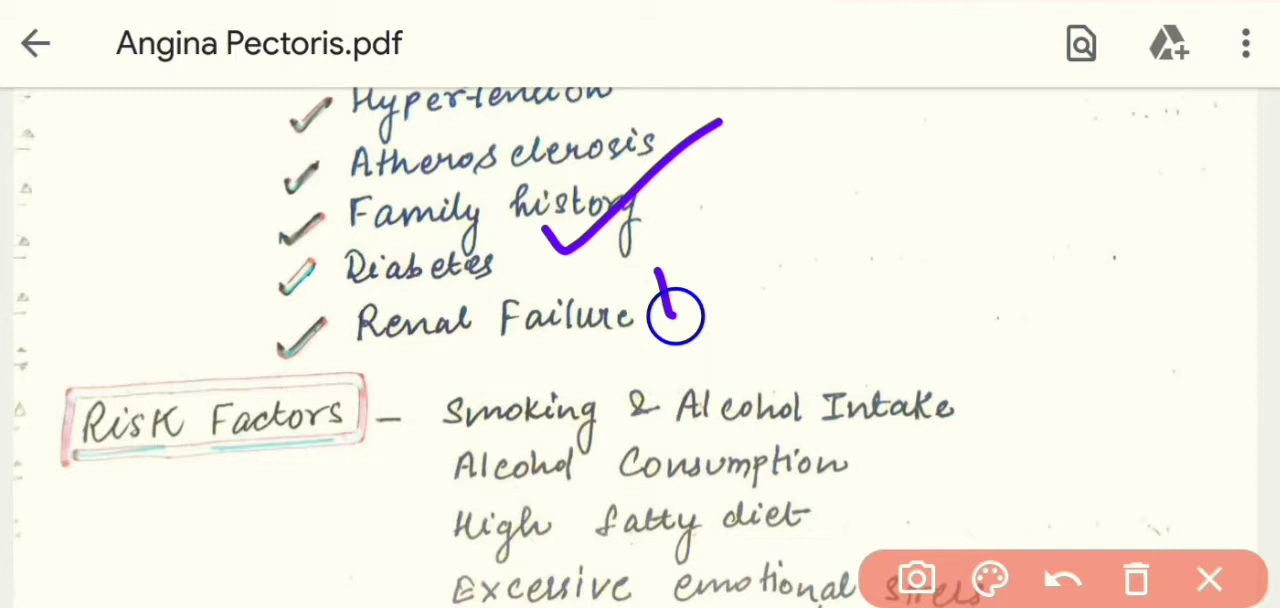 Angina Pectoris.pdf
Hypertension
Atherosclerosis
Family history
Diabetes
Renal Failure
Risk Factors - Smoking & Alcohol Intake
Alcohol Consumption
High fatty diet
Excessive emotional stress